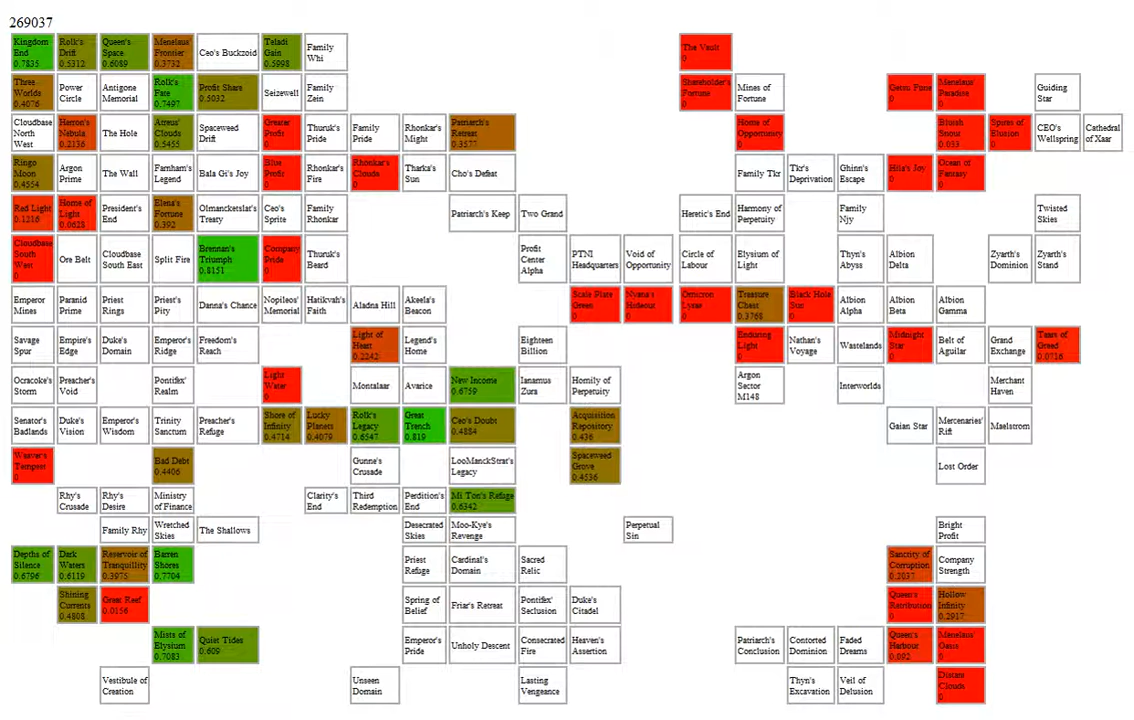 269037
Kingdom End 0.7835
Rolk's Drift 0.5312
Queen's Space 0.6089
Menelaus' Frontier 0.3732
Ceo's Buckzoid
Teladi Gain 0.5998
Family Whi
The Vault 0
Three Worlds 0.4076
Power Circle
Antigone Memorial
Rolk's Fate 0.7497
Profit Share 0.5032
Seizewell
Family Zein
Shareholder's Fortune 0
Mines of Fortune
Getsu Fune 0
Menelaus' Paradise 0
Guiding Star
Cloudbase North West
Herron's Nebula 0.2136
The Hole
Atreus' Clouds 0.5455
Spaceweed Drift
Greater Profit 0
Thuruk's Pride
Family Pride
Rhonkar's Might
Patriarch's Retreat 0.3577
Home of Opportunity 0
Bluish Snout 0.033
Spires of Elusion 0
CEO's Wellspring
Cathedral of Xaar
Ringo Moon 0.4554
Argon Prime
The Wall
Farnham's Legend
Bala Gi's Joy
Blue Profit 0
Rhonkar's Fire
Rhonkar's Clouds 0
Tharka's Sun
Cho's Defeat
Family Tkr
Tkr's Deprivation
Ghinn's Escape
Hila's Joy 0
Ocean of Fantasy 0
Red Light 0.1216
Home of Light 0.0628
President's End
Elena's Fortune 0.392
Olmancketslat's Treaty
Ceo's Sprite
Family Rhonkar
Patriarch's Keep
Two Grand
Heretic's End
Harmony of Perpetuity
Family Njy
Twisted Skies
Cloudbase South West 0
Ore Belt
Cloudbase South East
Split Fire
Brennan's Triumph 0.8151
Company Pride 0
Thuruk's Beard
Profit Center Alpha
PTNI Headquarters
Void of Opportunity
Circle of Labour
Elysium of Light
Thyn's Abyss
Albion Delta
Zyarth's Dominion
Zyarth's Stand
Emperor Mines
Paranid Prime
Priest Rings
Priest's Pity
Danna's Chance
Nopileos' Memorial
Hatikvah's Faith
Aladna Hill
Akeela's Beacon
Scale Plate Green 0
Nyana's Hideout 0
Omicron Lyrae 0
Treasure Chest 0.3768
Black Hole Sun 0
Albion Alpha
Albion Beta
Albion Gamma
Savage Spur
Empire's Edge
Duke's Domain
Emperor's Ridge
Freedom's Reach
Light of Heart 0.2242
Legend's Home
Eighteen Billion
Enduring Light 0
Nathan's Voyage
Wastelands
Midnight Star 0
Belt of Aguilar
Grand Exchange
Tears of Greed 0.0716
Ocracoke's Storm
Preacher's Void
Pontifex' Realm
Light Water 0
Montalaar
Avarice
New Income 0.6759
Ianamus Zura
Homily of Perpetuity
Argon Sector M148
Interworlds
Merchant Haven
Senator's Badlands
Duke's Vision
Emperor's Wisdom
Trinity Sanctum
Preacher's Refuge
Shore of Infinity 0.4714
Lucky Planets 0.4079
Rolk's Legacy 0.6547
Great Trench 0.819
Ceo's Doubt 0.4884
Acquisition Repository 0.436
Gaian Star
Mercenaries' Rift
Maelstrom
Weaver's Tempest 0
Bad Debt 0.4406
Gunne's Crusade
LooManckStrat's Legacy
Spaceweed Grove 0.4536
Lost Order
Rhy's Crusade
Rhy's Desire
Ministry of Finance
Clarity's End
Third Redemption
Perdition's End
Mi Ton's Refuge 0.6342
Family Rhy
Wretched Skies
The Shallows
Desecrated Skies
Moo-Kye's Revenge
Perpetual Sin
Bright Profit
Depths of Silence 0.6796
Dark Waters 0.6119
Reservoir of Tranquillity 0.3975
Barren Shores 0.7704
Priest Refuge
Cardinal's Domain
Sacred Relic
Sanctity of Corruption 0.2037
Company Strength
Shining Currents 0.4808
Great Reef 0.0156
Spring of Belief
Friar's Retreat
Pontifex' Seclusion
Duke's Citadel
Queen's Retribution 0
Hollow Infinity 0.2917
Mists of Elysium 0.7083
Quiet Tides 0.609
Emperor's Pride
Unholy Descent
Consecrated Fire
Heaven's Assertion
Patriarch's Conclusion
Contorted Dominion
Faded Dreams
Queen's Harbour 0.092
Menelaus' Oasis 0
Vestibule of Creation
Unseen Domain
Lasting Vengeance
Thyn's Excavation
Veil of Delusion
Distant Clouds 0